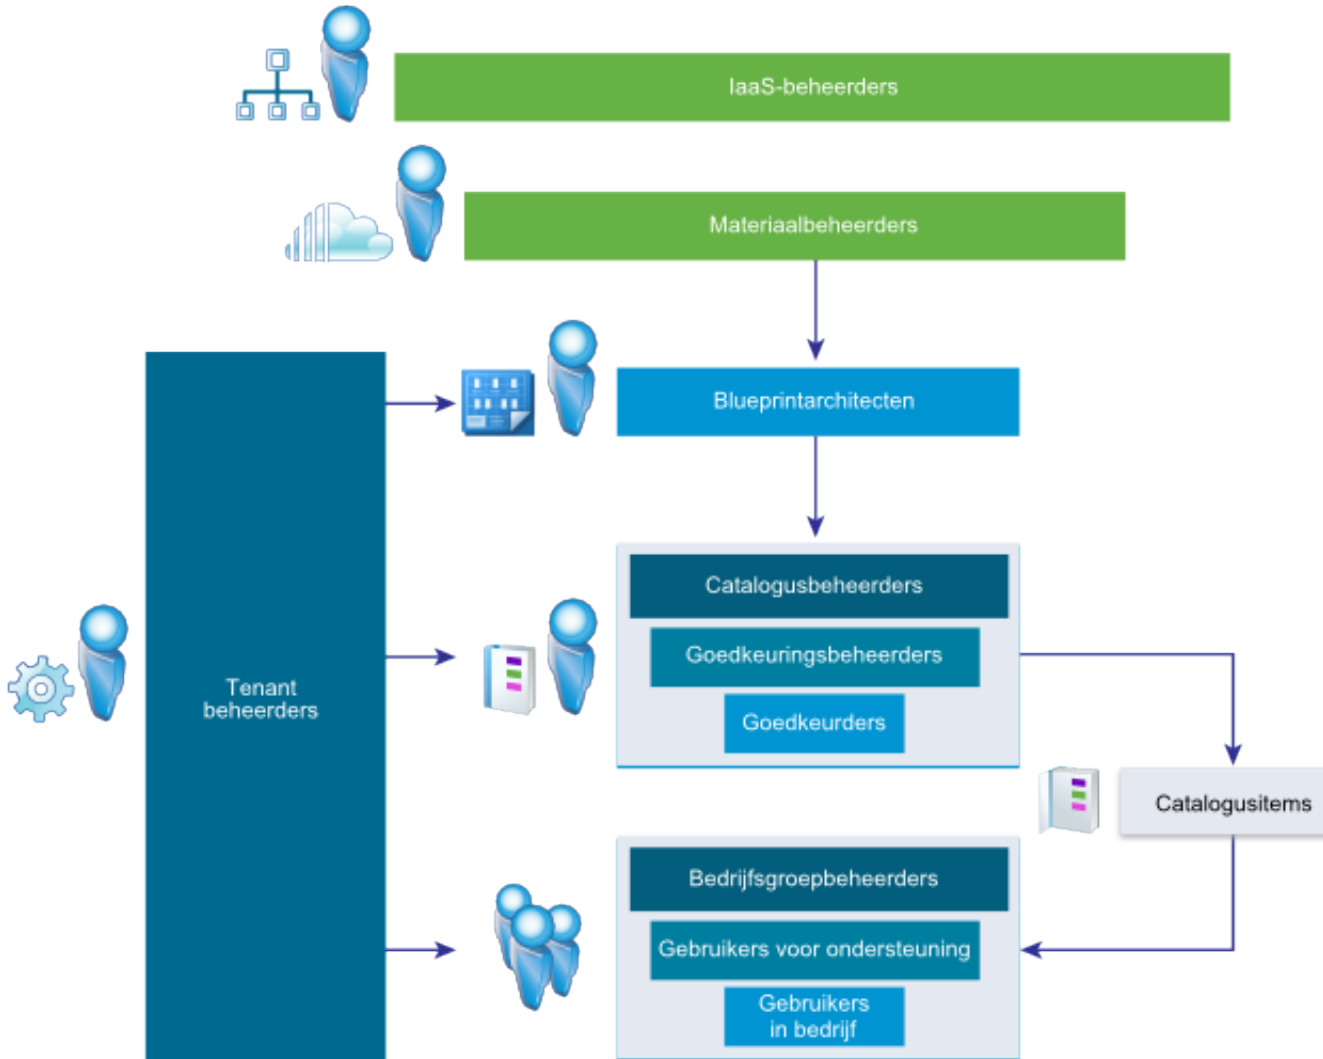 IaaS-beheerders
Materiaalbeheerders
Blueprintarchitecten
Catalogusbeheerders
Goedkeuringsbeheerders
Goedkeurders
Tenant
beheerders
Catalogusitems
Bedrijfsgroepbeheerders
Gebruikers voor ondersteuning
Gebruikers
in bedrijf